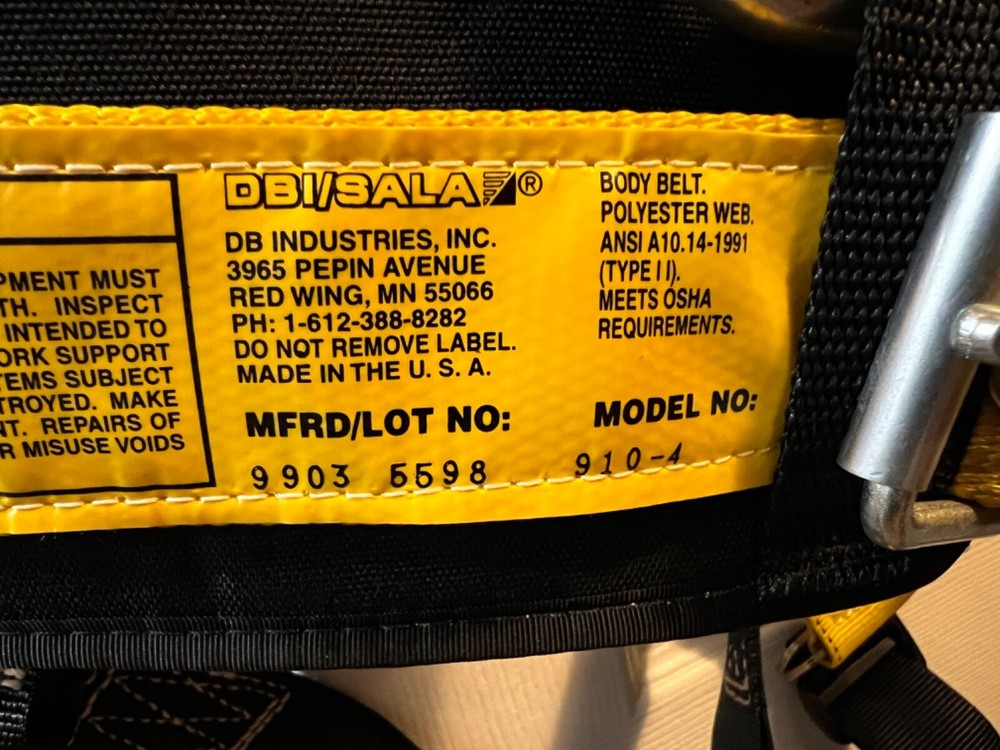 PMENT MUST
TH. INSPECT
INTENDED TO
ORK SUPPORT
TEMS SUBJECT
TROYED. MAKE
NT. REPAIRS OF
R MISUSE VOIDS
DBI/SALA®
DB INDUSTRIES, INC.
3965 PEPIN AVENUE
RED WING, MN 55066
PH: 1-612-388-8282
DO NOT REMOVE LABEL.
MADE IN THE U. S. A.
MFRD/LOT NO:
9903 5598
BODY BELT.
POLYESTER WEB.
ANSI A10.14-1991
(TYPE II).
MEETS OSHA
REQUIREMENTS.
MODEL NO:
910-4